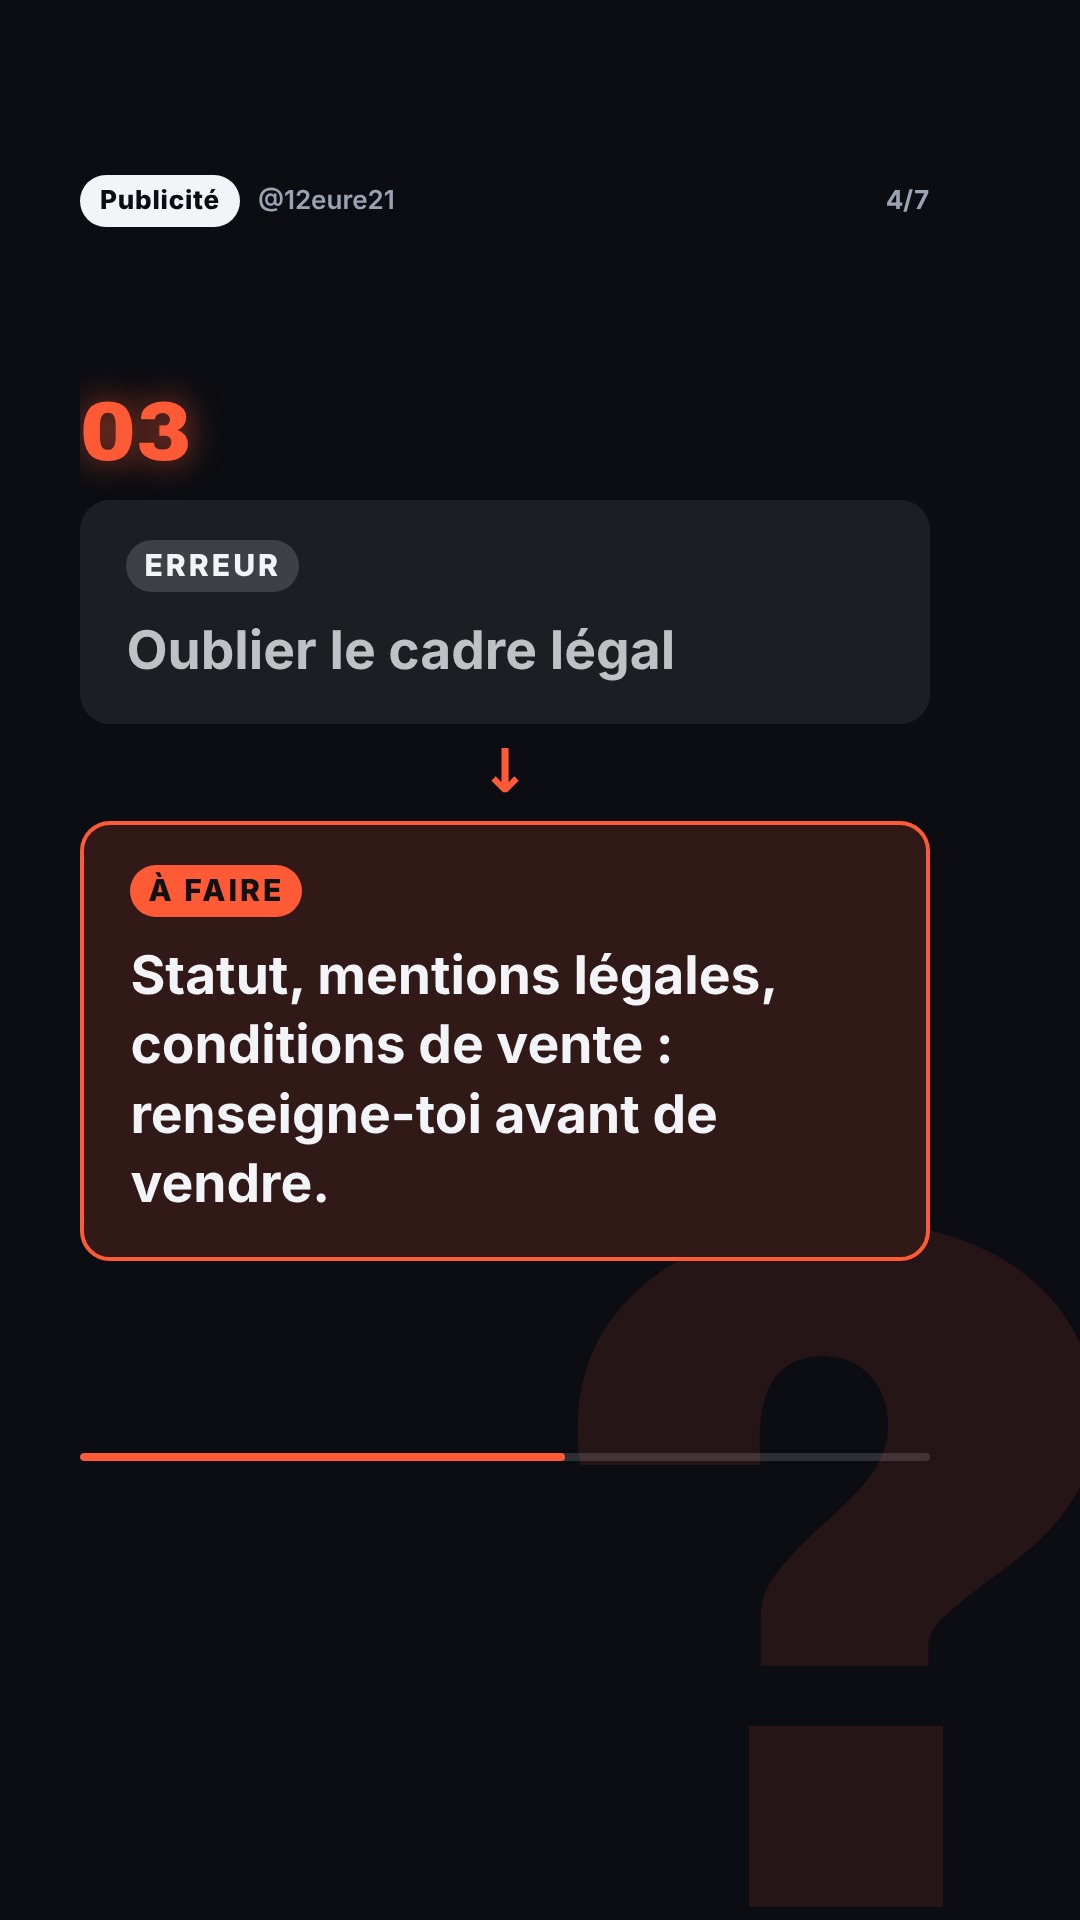 Publicité @12eure21 4/7
03
ERREUR
Oublier le cadre légal
↓
À FAIRE
Statut, mentions légales,
conditions de vente :
renseigne-toi avant de
vendre.
?